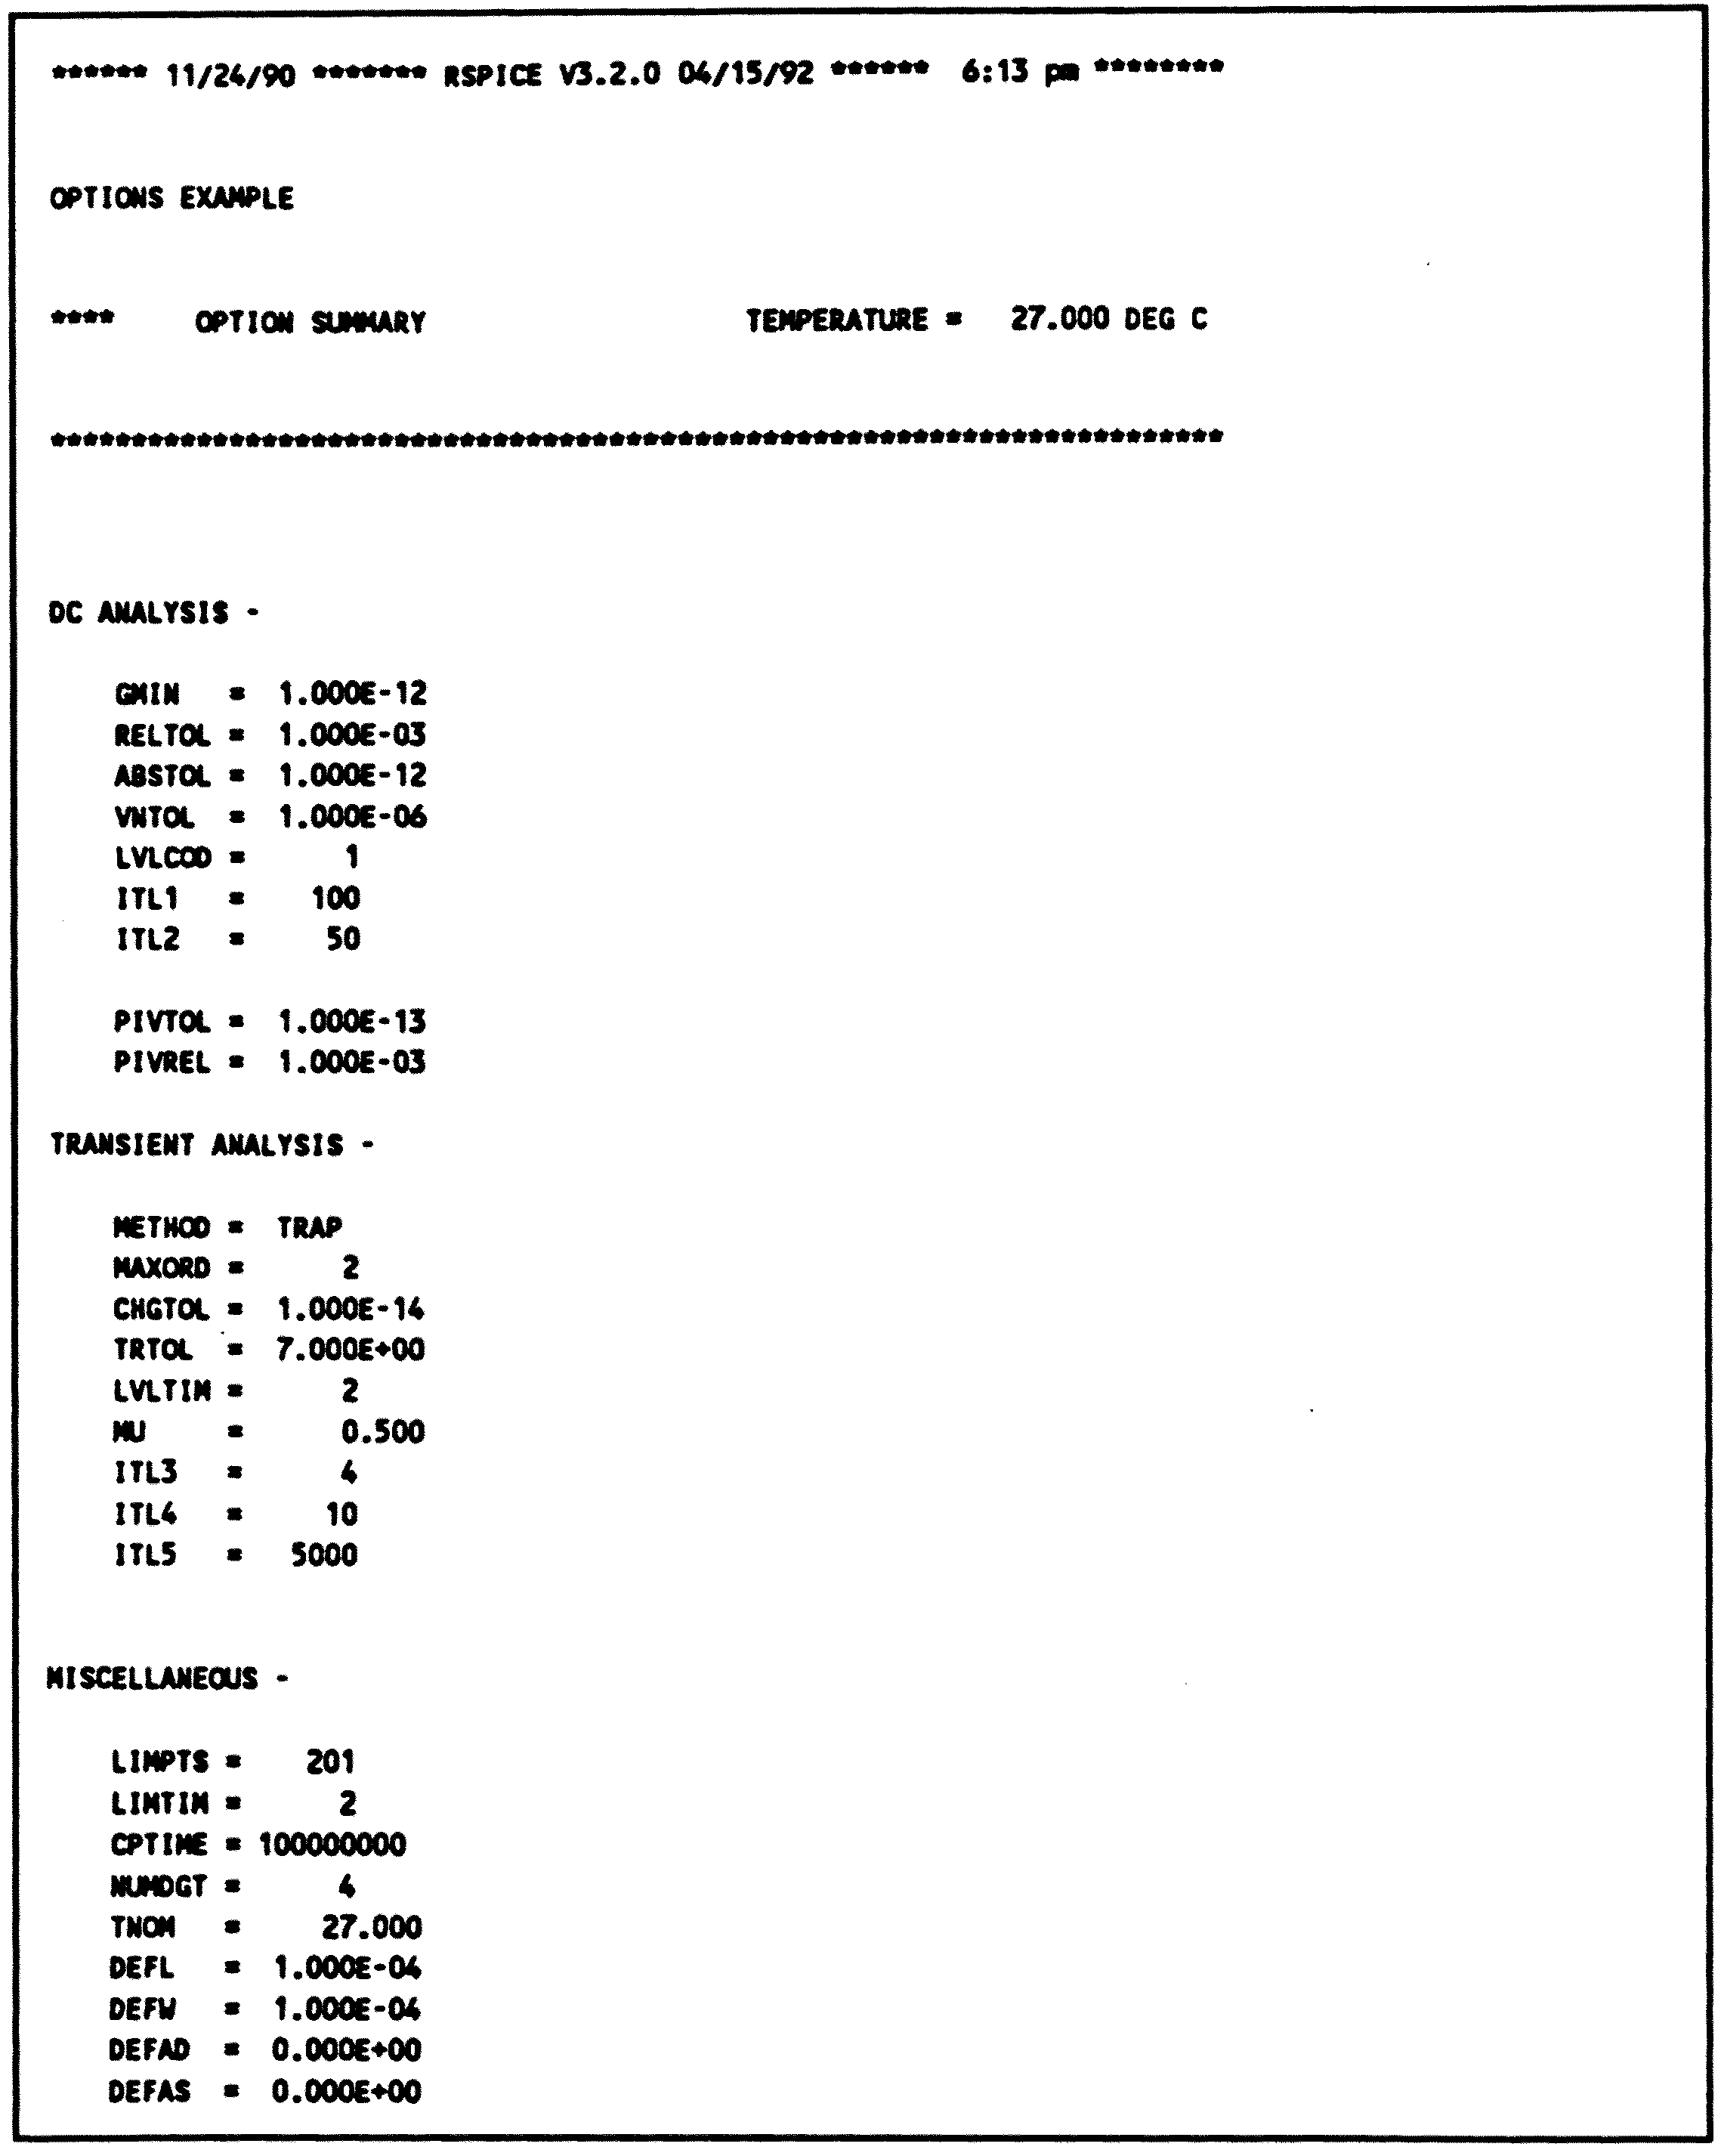 ****** 11/24/90 ******* RSPICE V3.2.0 04/15/92 ****** 6:13 pm ********
OPTIONS EXAMPLE
**** OPTION SUMMARY TEMPERATURE = 27.000 DEG C
***********************************************************************
DC ANALYSIS -
GMIN = 1.000E-12
RELTOL = 1.000E-03
ABSTOL = 1.000E-12
VNTOL = 1.000E-06
LVLCOD = 1
ITL1 = 100
ITL2 = 50
PIVTOL = 1.000E-13
PIVREL = 1.000E-03
TRANSIENT ANALYSIS -
METHOD = TRAP
MAXORD = 2
CHGTOL = 1.000E-14
TRTOL = 7.000E+00
LVLTIM = 2
MU = 0.500
ITL3 = 4
ITL4 = 10
ITL5 = 5000
MISCELLANEOUS -
LIMPTS = 201
LIMTIM = 2
CPTIME = 100000000
NUMDGT = 4
TNOM = 27.000
DEFL = 1.000E-04
DEFW = 1.000E-04
DEFAD = 0.000E+00
DEFAS = 0.000E+00